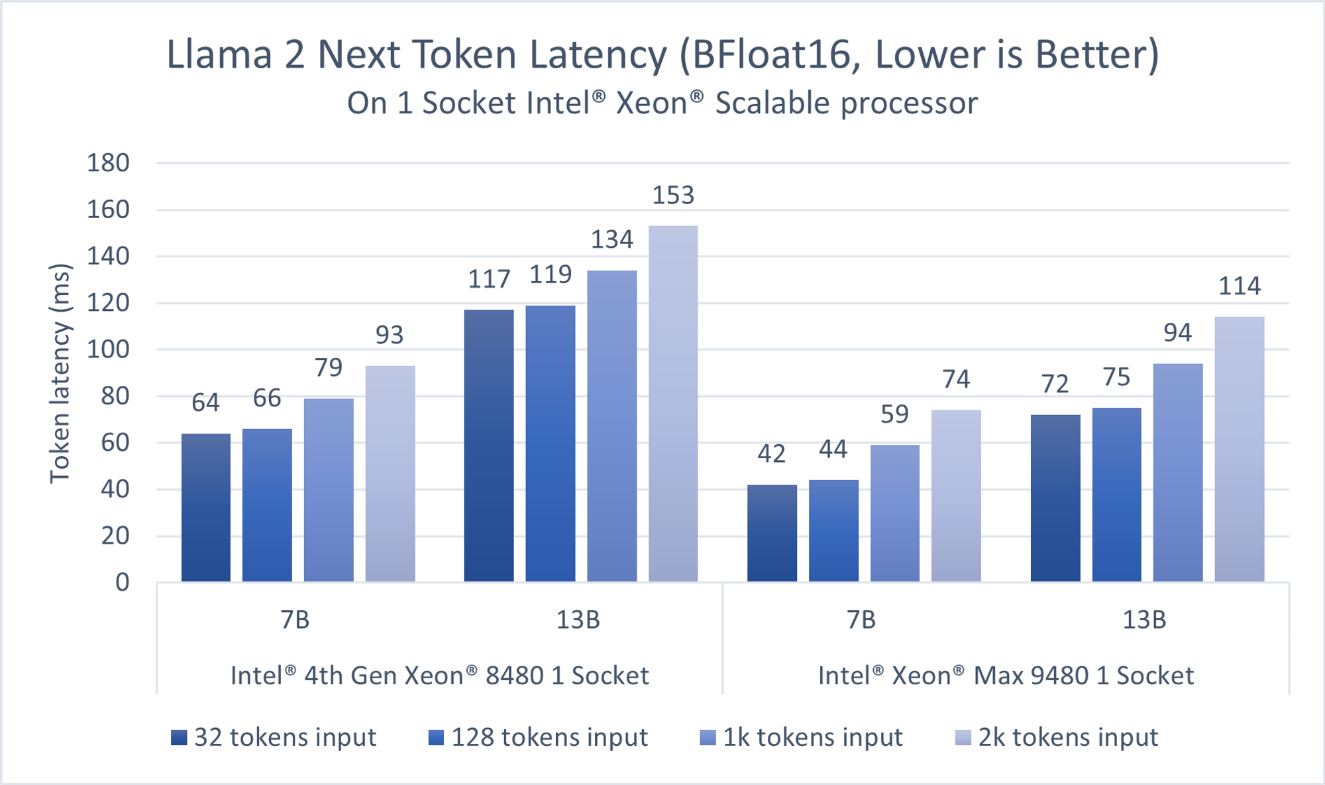 Llama 2 Next Token Latency (BFloat16, Lower is Better)
On 1 Socket Intel® Xeon® Scalable processor
Token latency (ms)
180
160
140
120
100
80
60
40
20
0
64
66
79
93
117
119
134
153
42
44
59
74
72
75
94
114
7B
13B
7B
13B
Intel® 4th Gen Xeon® 8480 1 Socket
Intel® Xeon® Max 9480 1 Socket
32 tokens input
128 tokens input
1k tokens input
2k tokens input